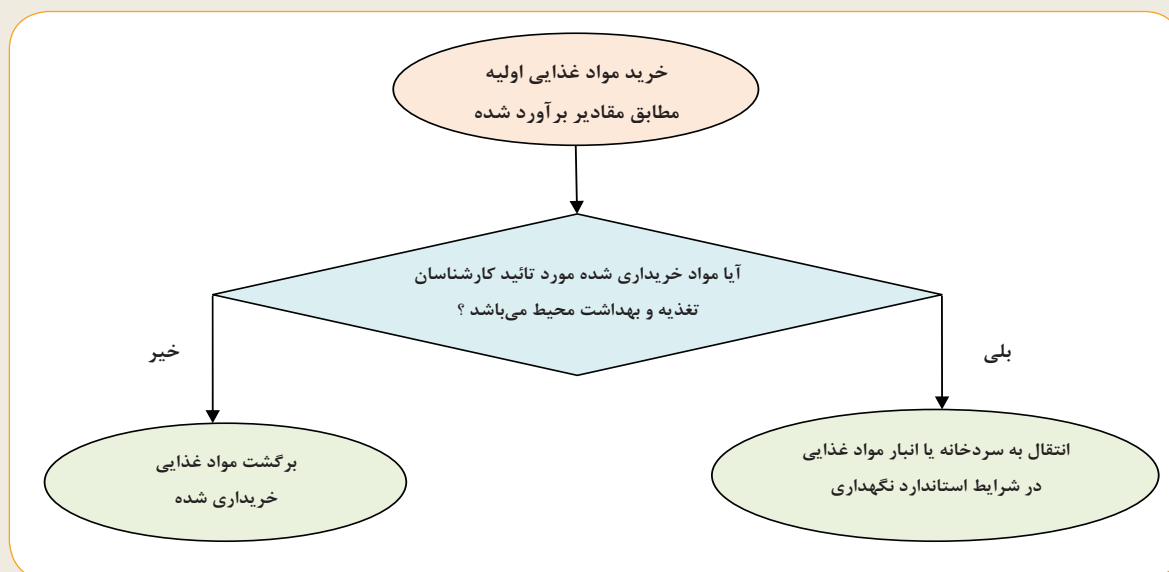 خرید مواد غذایی اولیه
مطابق مقادیر برآورد شده
آیا مواد خریداری شده مورد تائید کارشناسان
تغذیه و بهداشت محیط می‌باشد ؟
بلی
خیر
انتقال به سردخانه یا انبار مواد غذایی
در شرایط استاندارد نگهداری
برگشت مواد غذایی
خریداری شده